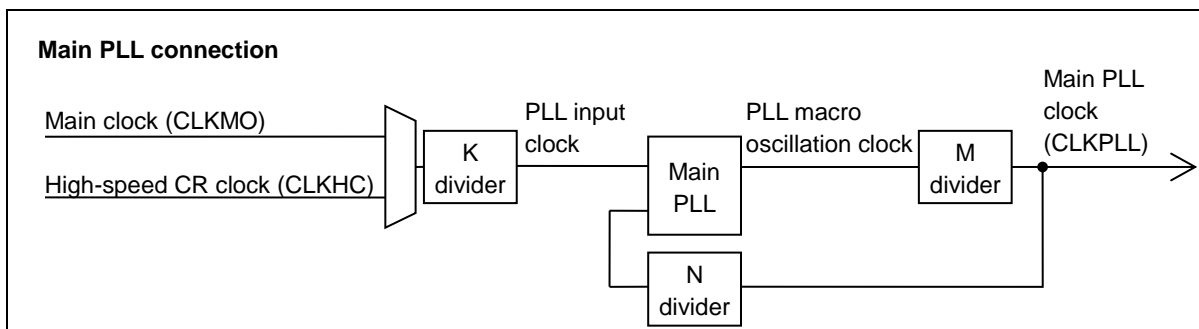 Main PLL connection
Main clock (CLKMO)
High-speed CR clock (CLKHC)
K
divider
PLL input
clock
Main
PLL
PLL macro
oscillation clock
M
divider
Main PLL
clock
(CLKPLL)
N
divider